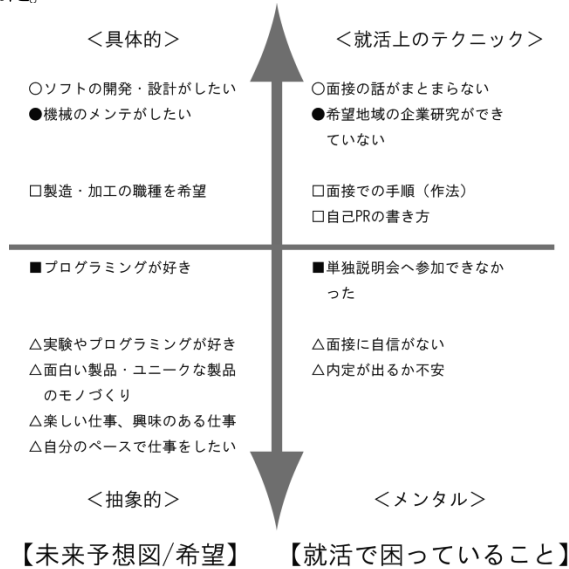 ＜具体的＞
○ソフトの開発・設計がしたい
●機械のメンテがしたい
□製造・加工の職種を希望
■プログラミングが好き
△実験やプログラミングが好き
△面白い製品・ユニークな製品
のモノづくり
△楽しい仕事、興味のある仕事
△自分のペースで仕事をしたい
＜抽象的＞
【未来予想図/希望】
＜就活上のテクニック＞
○面接の話がまとまらない
●希望地域の企業研究ができ
ていない
□面接での手順（作法）
□自己PRの書き方
■単独説明会へ参加できなか
った
△面接に自信がない
△内定が出るか不安
＜メンタル＞
【就活で困っていること】